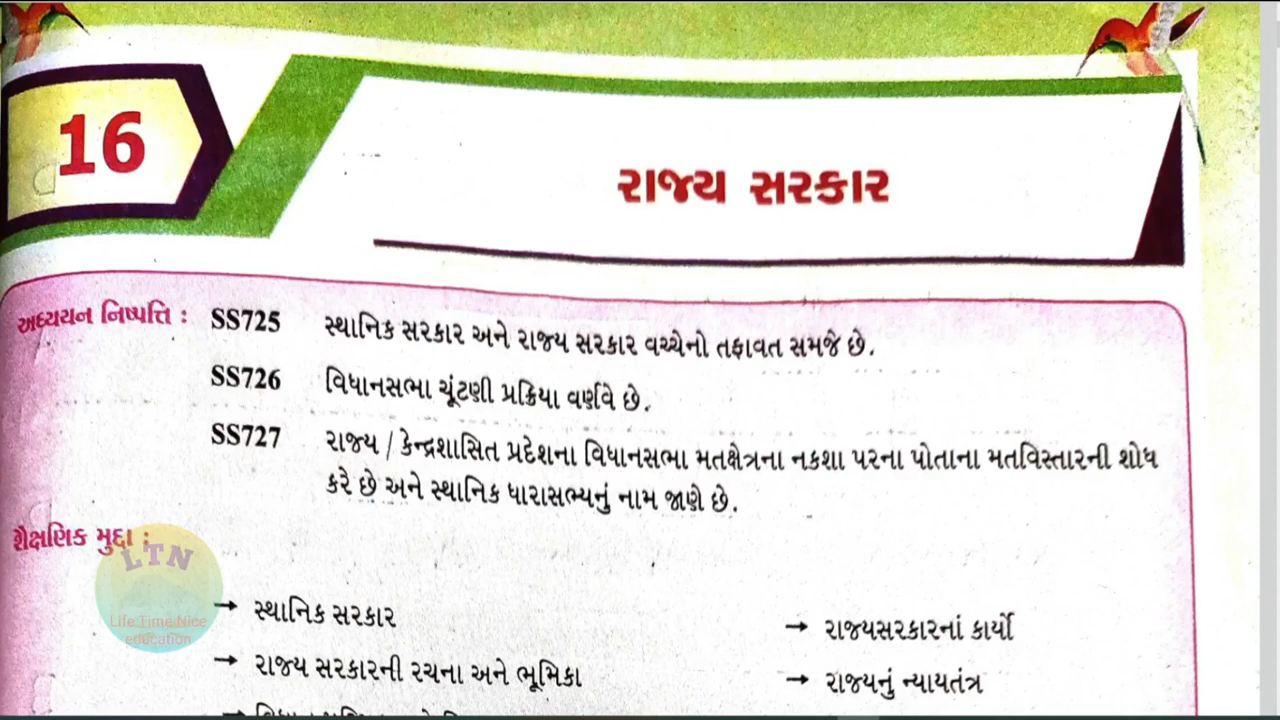 16
રાજ્ય સરકાર
અધ્યયન નિષ્પત્તિ : SS725 સ્થાનિક સરકાર અને રાજ્ય સરકાર વચ્ચેનો તફાવત સમજે છે.
SS726 વિધાનસભા ચૂંટણી પ્રક્રિયા વર્ણવે છે.
SS727 રાજ્ય / કેન્દ્રશાસિત પ્રદેશના વિધાનસભા મતક્ષેત્રના નકશા પરના પોતાના મતવિસ્તારની શોધ
કરે છે અને સ્થાનિક ધારાસભ્યનું નામ જાણે છે.
શૈક્ષણિક મુદ્દા :
LTN
Life Time Nice
education
→ સ્થાનિક સરકાર
→ રાજ્યસરકારનાં કાર્યો
→ રાજ્ય સરકારની રચના અને ભૂમિકા
→ રાજ્યનું ન્યાયતંત્ર